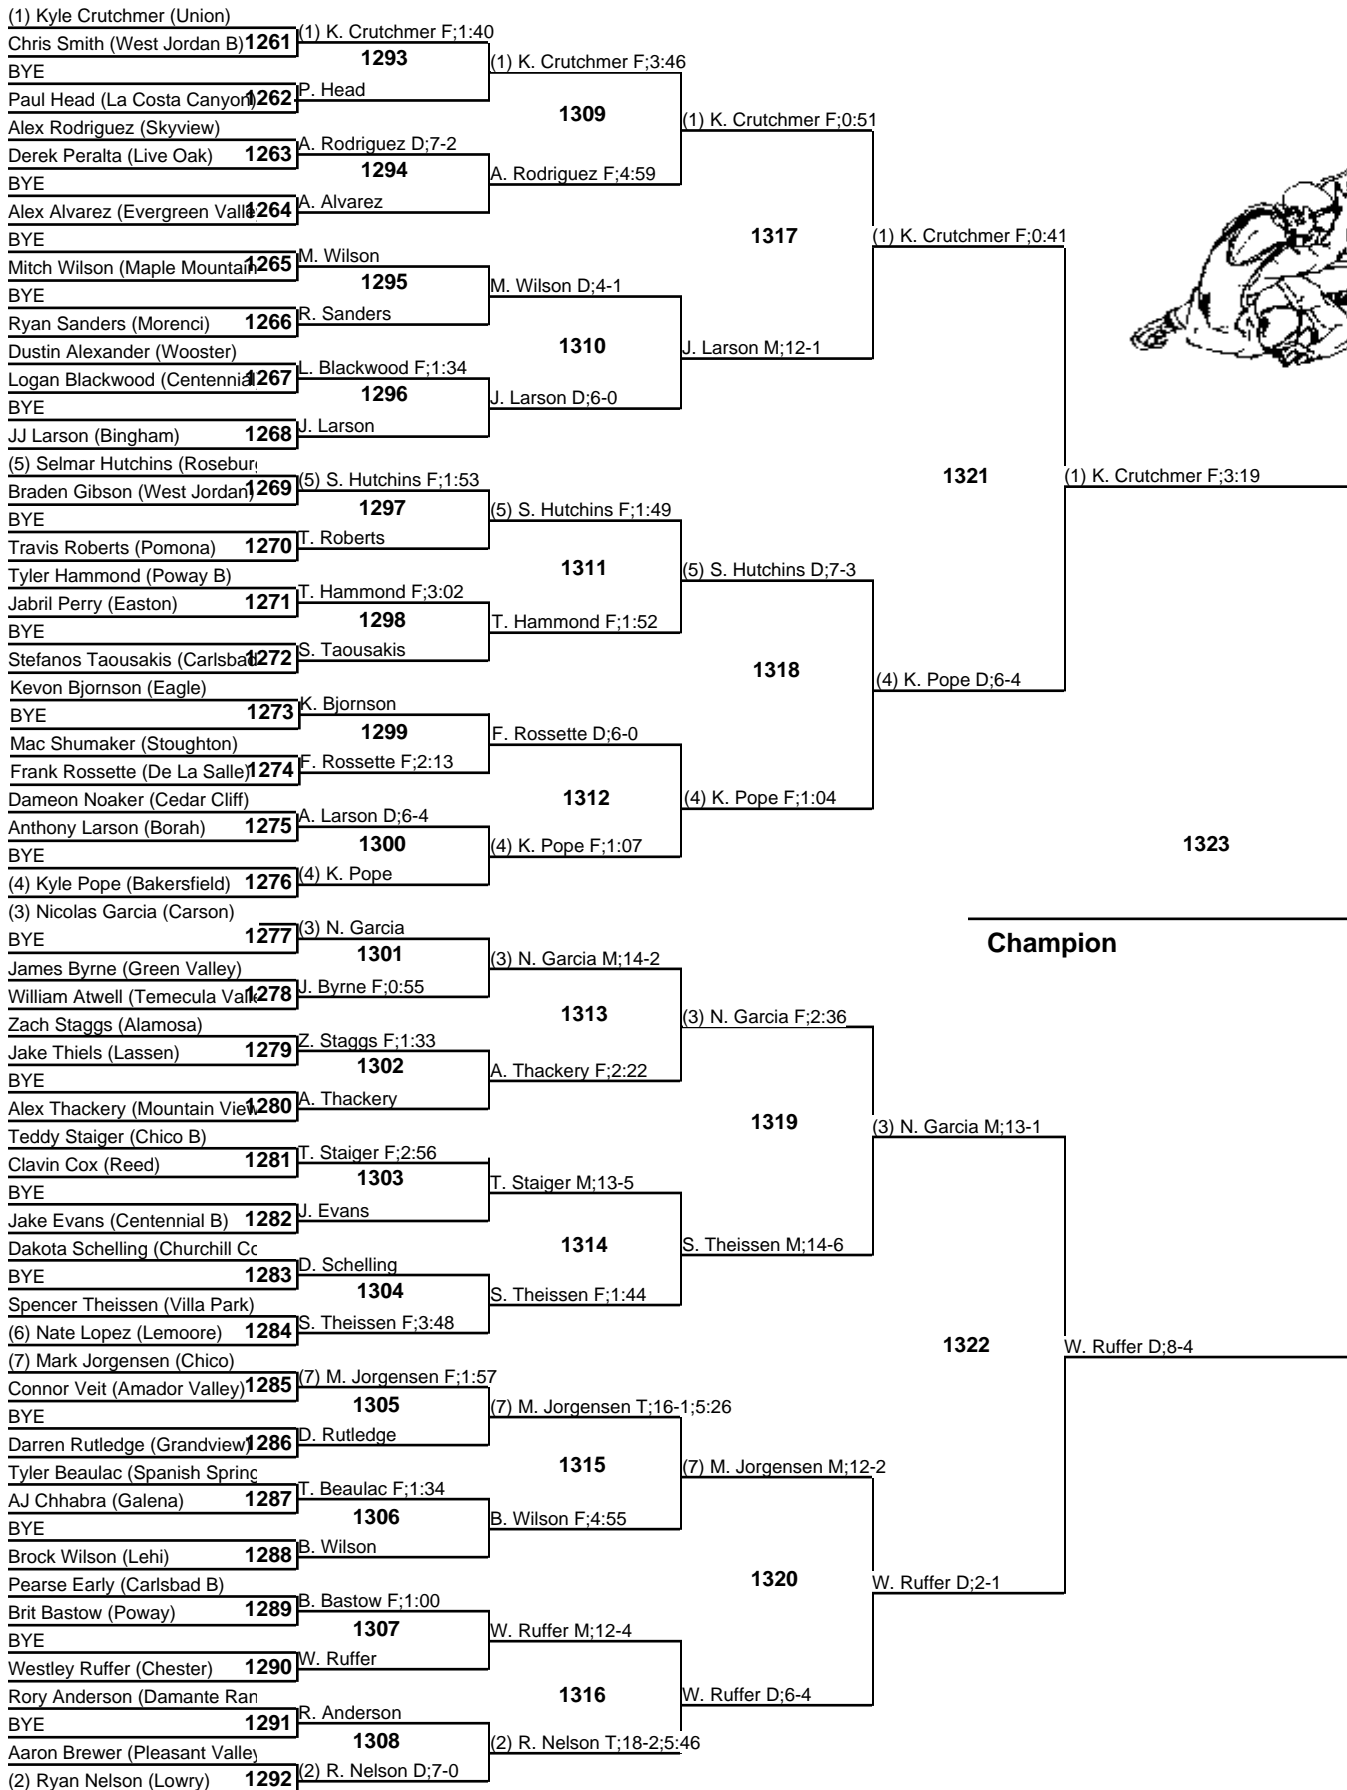 (1) Kyle Crutchmer (Union)
Chris Smith (West Jordan B) 1261
BYE
Paul Head (La Costa Canyon) 1262
Alex Rodriguez (Skyview)
Derek Peralta (Live Oak) 1263
BYE
Alex Alvarez (Evergreen Valle 1264
BYE
Mitch Wilson (Maple Mountain 1265
BYE
Ryan Sanders (Morenci) 1266
Dustin Alexander (Wooster)
Logan Blackwood (Centennial 1267
BYE
JJ Larson (Bingham) 1268
(5) Selmar Hutchins (Roseburg
Braden Gibson (West Jordan) 1269
BYE
Travis Roberts (Pomona) 1270
Tyler Hammond (Poway B)
Jabril Perry (Easton) 1271
BYE
Stefanos Taousakis (Carlsbad 1272
Kevon Bjornson (Eagle)
BYE 1273
Mac Shumaker (Stoughton)
Frank Rossette (De La Salle) 1274
Dameon Noaker (Cedar Cliff)
Anthony Larson (Borah) 1275
BYE
(4) Kyle Pope (Bakersfield) 1276
(3) Nicolas Garcia (Carson)
BYE 1277
James Byrne (Green Valley)
William Atwell (Temecula Valle 1278
Zach Staggs (Alamosa)
Jake Thiels (Lassen) 1279
BYE
Alex Thackery (Mountain View 1280
Teddy Staiger (Chico B)
Clavin Cox (Reed) 1281
BYE
Jake Evans (Centennial B) 1282
Dakota Schelling (Churchill Co
BYE 1283
Spencer Theissen (Villa Park)
(6) Nate Lopez (Lemoore) 1284
(7) Mark Jorgensen (Chico)
Connor Veit (Amador Valley) 1285
BYE
Darren Rutledge (Grandview) 1286
Tyler Beaulac (Spanish Spring
AJ Chhabra (Galena) 1287
BYE
Brock Wilson (Lehi) 1288
Pearse Early (Carlsbad B)
Brit Bastow (Poway) 1289
BYE
Westley Ruffer (Chester) 1290
Rory Anderson (Damante Ran
BYE 1291
Aaron Brewer (Pleasant Valley
(2) Ryan Nelson (Lowry) 1292
(1) K. Crutchmer F;1:40
1293
P. Head
A. Rodriguez D;7-2
1294
A. Alvarez
M. Wilson
1295
R. Sanders
L. Blackwood F;1:34
1296
J. Larson
(5) S. Hutchins F;1:53
1297
T. Roberts
T. Hammond F;3:02
1298
S. Taousakis
K. Bjornson
1299
F. Rossette F;2:13
A. Larson D;6-4
1300
(4) K. Pope
(3) N. Garcia
1301
J. Byrne F;0:55
Z. Staggs F;1:33
1302
A. Thackery
T. Staiger F;2:56
1303
J. Evans
D. Schelling
1304
S. Theissen F;3:48
(7) M. Jorgensen F;1:57
1305
D. Rutledge
T. Beaulac F;1:34
1306
B. Wilson
B. Bastow F;1:00
1307
W. Ruffer
R. Anderson
1308
(2) R. Nelson D;7-0
(1) K. Crutchmer F;3:46
1309
A. Rodriguez F;4:59
M. Wilson D;4-1
1310
J. Larson D;6-0
(5) S. Hutchins F;1:49
1311
T. Hammond F;1:52
F. Rossette D;6-0
1312
(4) K. Pope F;1:07
(3) N. Garcia M;14-2
1313
A. Thackery F;2:22
T. Staiger M;13-5
1314
S. Theissen F;1:44
(7) M. Jorgensen T;16-1;5:26
1315
B. Wilson F;4:55
W. Ruffer M;12-4
1316
(2) R. Nelson T;18-2;5:46
(1) K. Crutchmer F;0:51
1317
J. Larson M;12-1
(5) S. Hutchins D;7-3
1318
(4) K. Pope F;1:04
(3) N. Garcia F;2:36
1319
S. Theissen M;14-6
(7) M. Jorgensen M;12-2
1320
W. Ruffer D;6-4
(1) K. Crutchmer F;0:41
1321
(4) K. Pope D;6-4
(3) N. Garcia M;13-1
1322
W. Ruffer D;2-1
(1) K. Crutchmer F;3:19
1323
W. Ruffer D;8-4
Champion